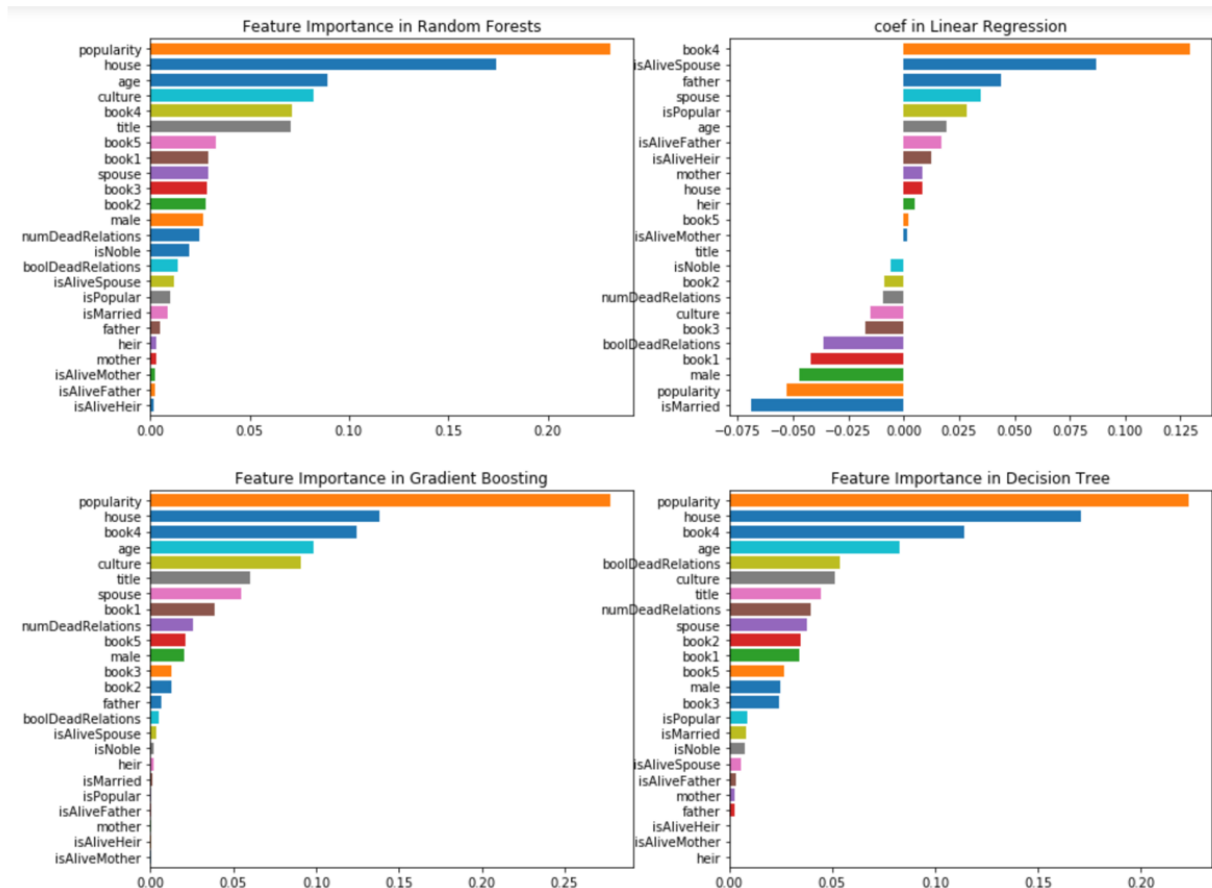 Feature Importance in Random Forests
popularity
house
age
culture
book4
title
book5
book1
spouse
book3
book2
male
numDeadRelations
isNoble
boolDeadRelations
isAliveSpouse
isPopular
isMarried
father
heir
mother
isAliveMother
isAliveFather
isAliveHeir
0.00 0.05 0.10 0.15 0.20
coef in Linear Regression
book4
isAliveSpouse
father
spouse
isPopular
age
isAliveFather
isAliveHeir
mother
house
heir
book5
isAliveMother
title
isNoble
book2
numDeadRelations
culture
book3
boolDeadRelations
book1
male
popularity
isMarried
−0.075 −0.050 −0.025 0.000 0.025 0.050 0.075 0.100 0.125
Feature Importance in Gradient Boosting
popularity
house
book4
age
culture
title
spouse
book1
numDeadRelations
book5
male
book3
book2
father
boolDeadRelations
isAliveSpouse
isNoble
heir
isMarried
isPopular
isAliveFather
mother
isAliveHeir
isAliveMother
0.00 0.05 0.10 0.15 0.20 0.25
Feature Importance in Decision Tree
popularity
house
book4
age
boolDeadRelations
culture
title
numDeadRelations
spouse
book2
book1
book5
male
book3
isPopular
isMarried
isNoble
isAliveSpouse
isAliveFather
mother
father
isAliveHeir
isAliveMother
heir
0.00 0.05 0.10 0.15 0.20